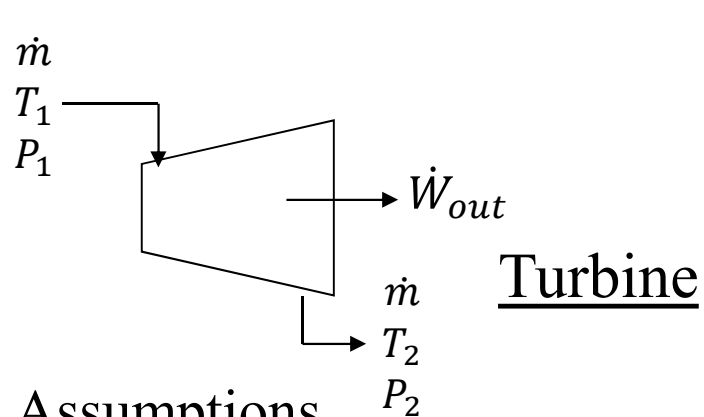 ṁ
T₁
P₁
Ẇₒᵤₜ
Turbine
ṁ
T₂
P₂
Assumptions